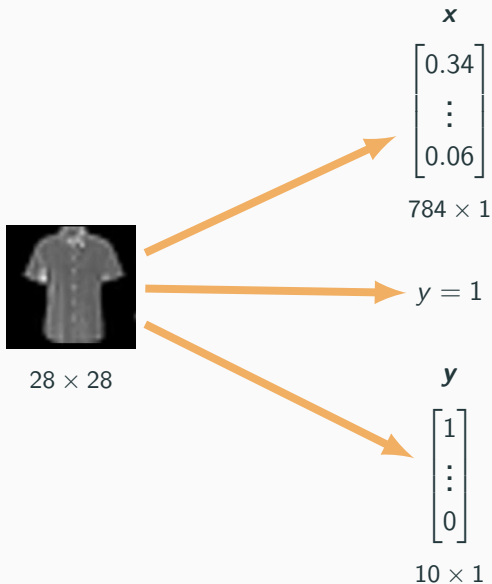 x
[0.34
⋮
0.06]
784 × 1
28 × 28
y = 1
y
[1
⋮
0]
10 × 1